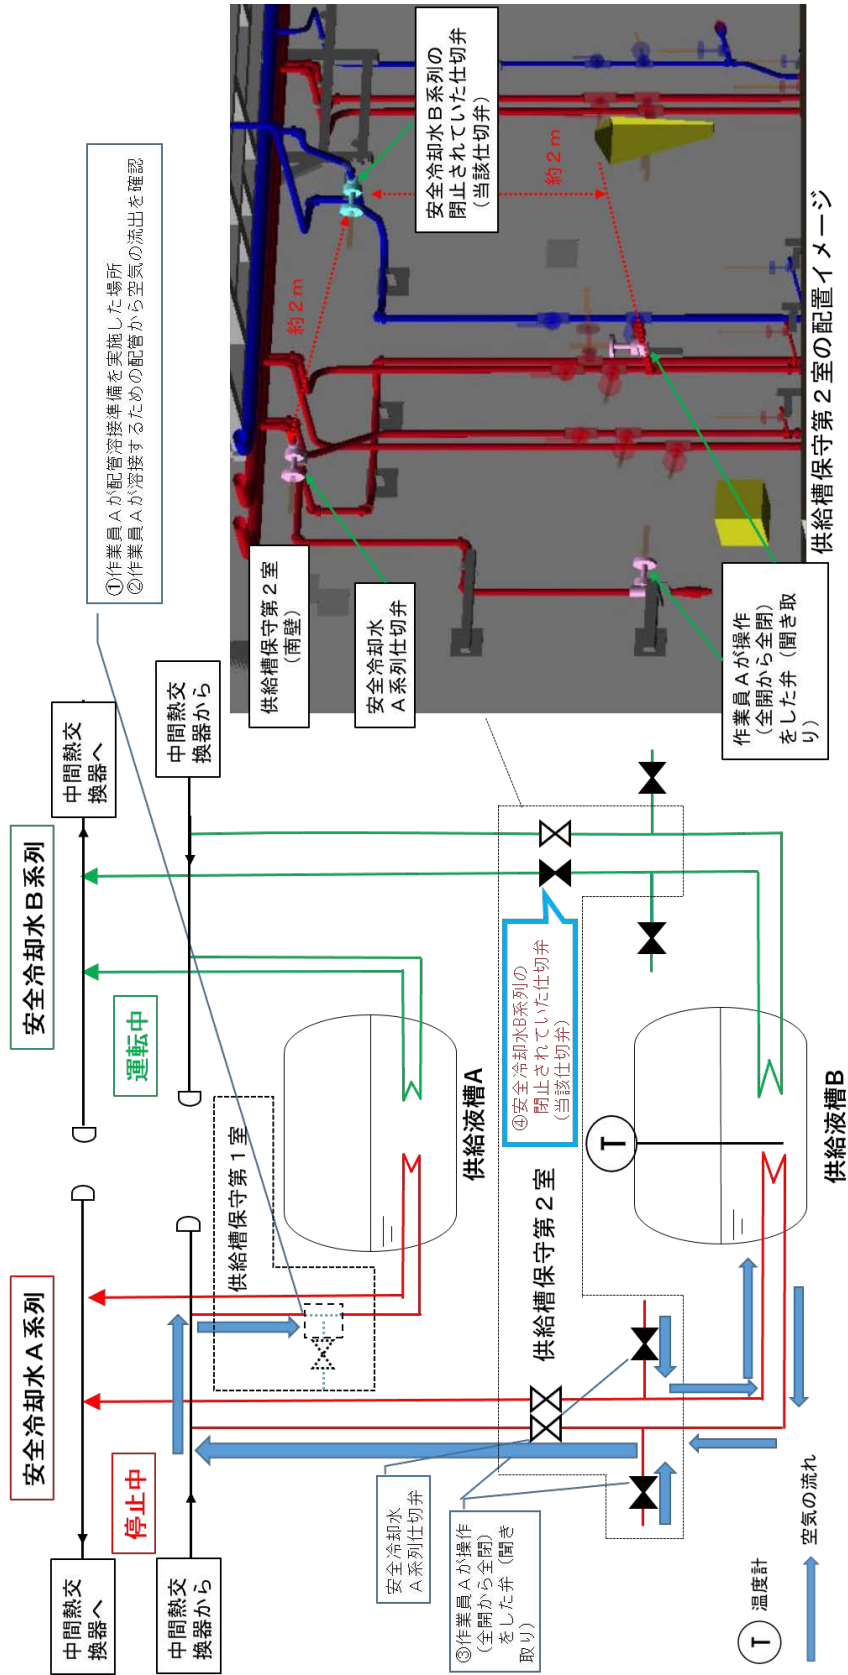 ①作業員Ａが配管溶接準備を実施した場所
②作業員Ａが溶接するための配管から空気の流出を確認
安全冷却水Ａ系列
安全冷却水Ｂ系列
中間熱交
換器へ
停止中
運転中
中間熱交
換器へ
中間熱交
換器から
中間熱交
換器から
供給槽保守第１室
供給液槽A
安全冷却水
Ａ系列仕切弁
③作業員Ａが操作
（全開から全閉）
をした弁（聞き
取り）
供給槽保守第２室
④安全冷却水B系列の
閉止されていた仕切弁
（当該仕切弁）
T
供給液槽B
T
温度計
空気の流れ
供給槽保守第２室
（南壁）
安全冷却水
Ａ系列仕切弁
約２ｍ
安全冷却水Ｂ系列の
閉止されていた仕切弁
（当該仕切弁）
約２ｍ
作業員Ａが操作
（全開から全閉）
をした弁（聞き取
り）
供給槽保守第２室の配置イメージ